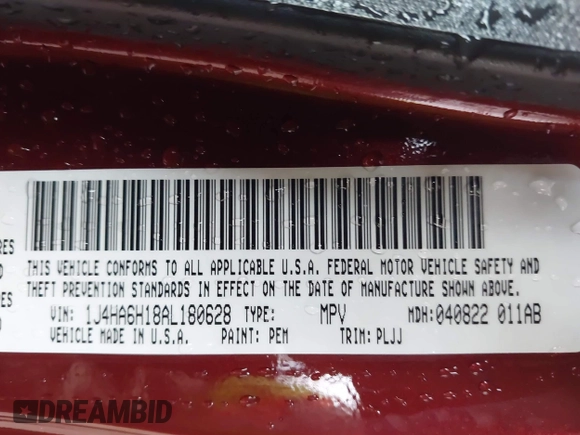 RES
D
RES
D
THIS VEHICLE CONFORMS TO ALL APPLICABLE U.S.A. FEDERAL MOTOR VEHICLE SAFETY AND
THEFT PREVENTION STANDARDS IN EFFECT ON THE DATE OF MANUFACTURE SHOWN ABOVE.
VIN: 1J4HA6H18AL180628 TYPE: MPV MDH: 040822 011AB
VEHICLE MADE IN U.S.A. PAINT: PEM TRIM: PLJJ
DREAMBID